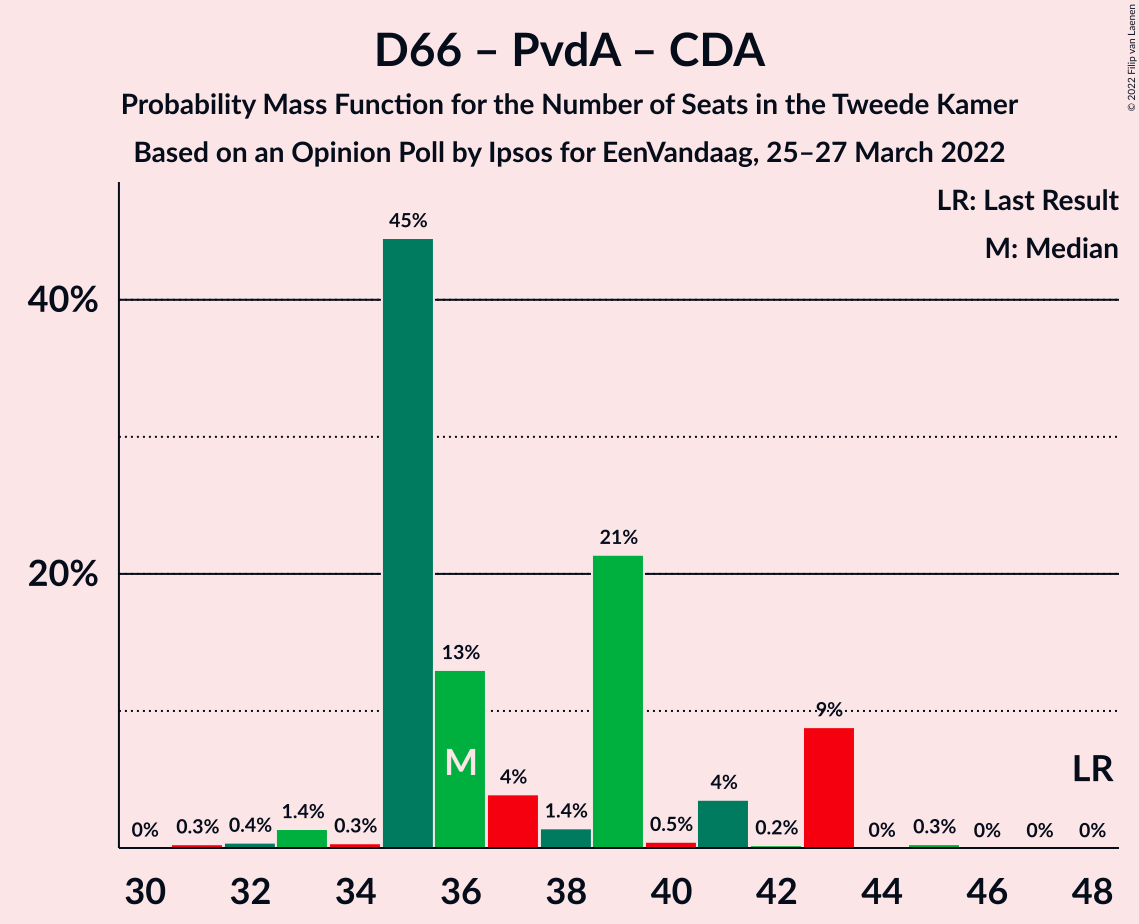 D66 – PvdA – CDA
Probability Mass Function for the Number of Seats in the Tweede Kamer
Based on an Opinion Poll by Ipsos for EenVandaag, 25–27 March 2022
© 2022 Filip van Laenen
LR: Last Result
M: Median
40%
20%
0%
0.3%
0.4%
1.4%
0.3%
45%
13%
4%
1.4%
21%
0.5%
4%
0.2%
9%
0%
0.3%
0%
0%
0%
M
LR
30 32 34 36 38 40 42 44 46 48